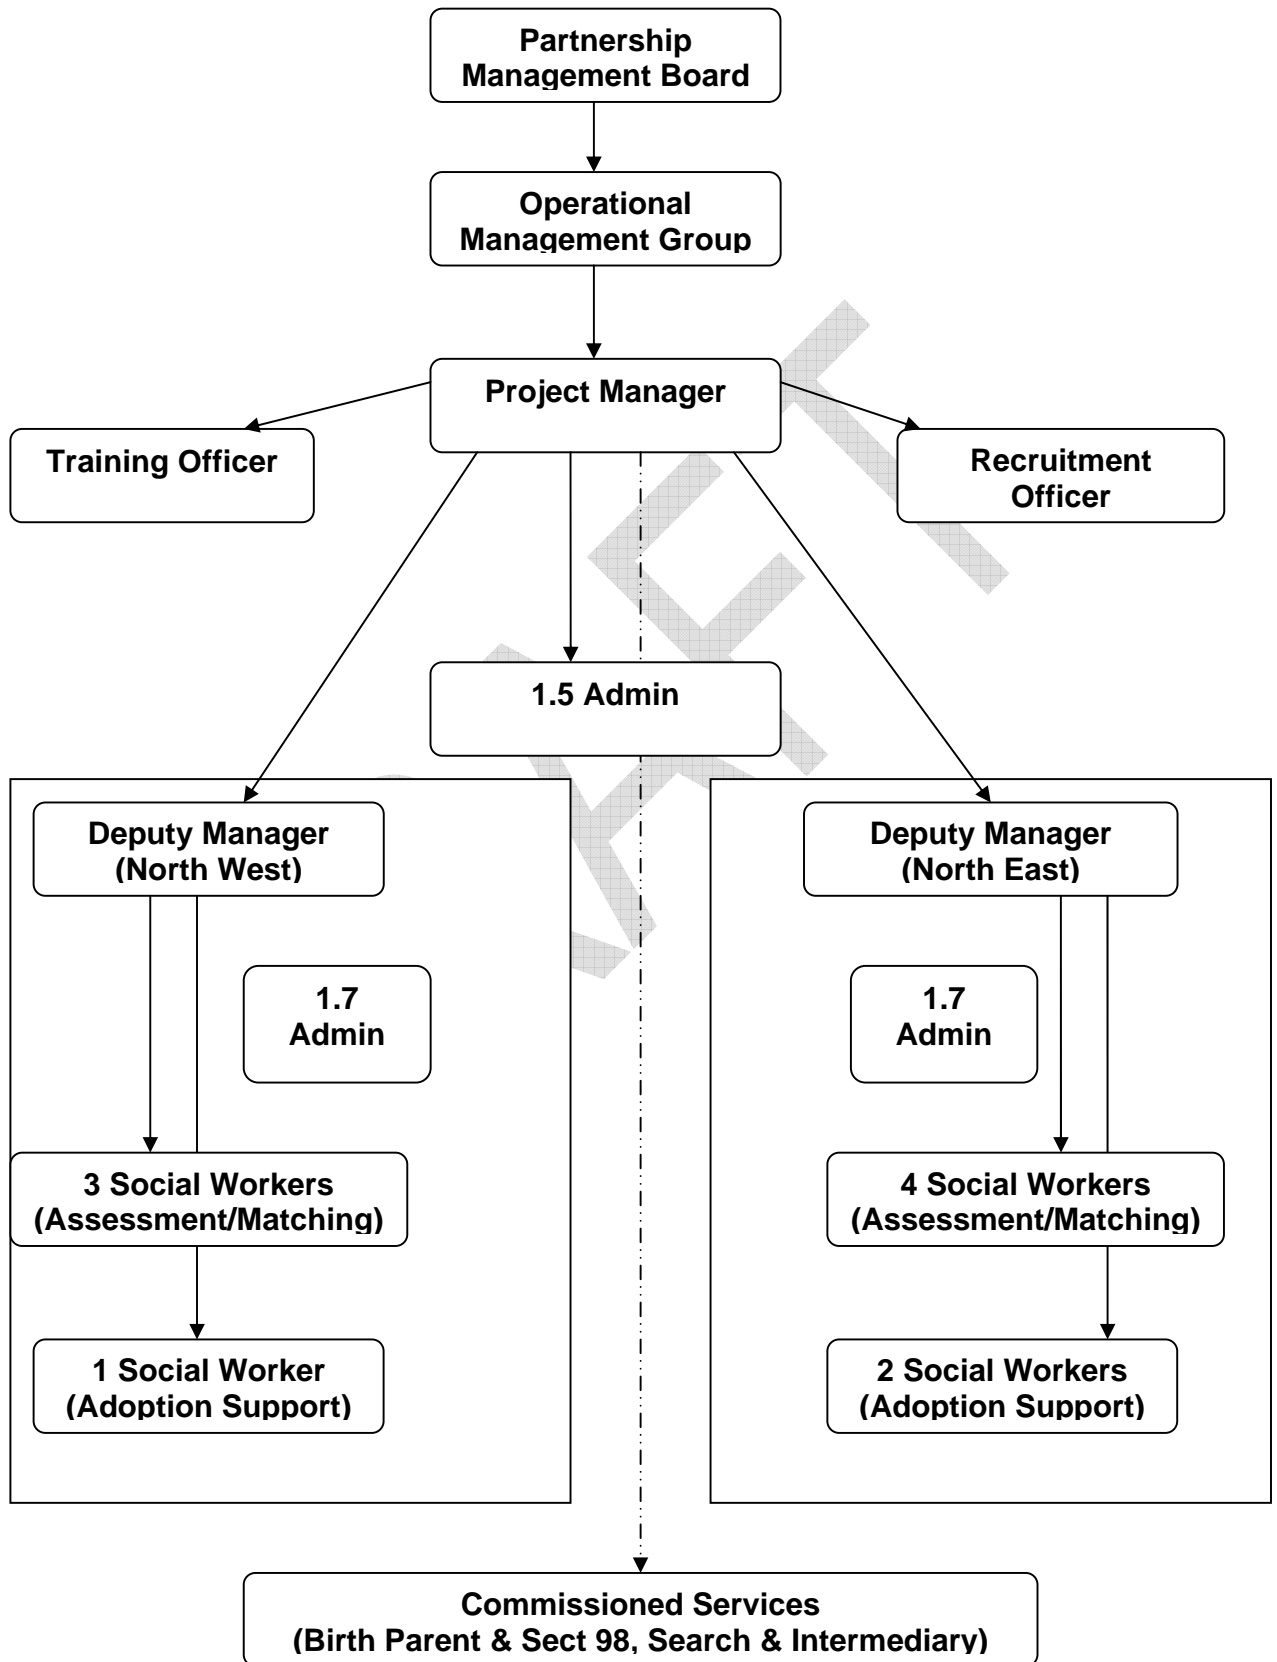 Partnership
Management Board
Operational
Management Group
Project Manager
Training Officer
Recruitment
Officer
1.5 Admin
Deputy Manager
(North West)
Deputy Manager
(North East)
1.7
Admin
1.7
Admin
3 Social Workers
(Assessment/Matching)
4 Social Workers
(Assessment/Matching)
1 Social Worker
(Adoption Support)
2 Social Workers
(Adoption Support)
Commissioned Services
(Birth Parent & Sect 98, Search & Intermediary)
DRAFT